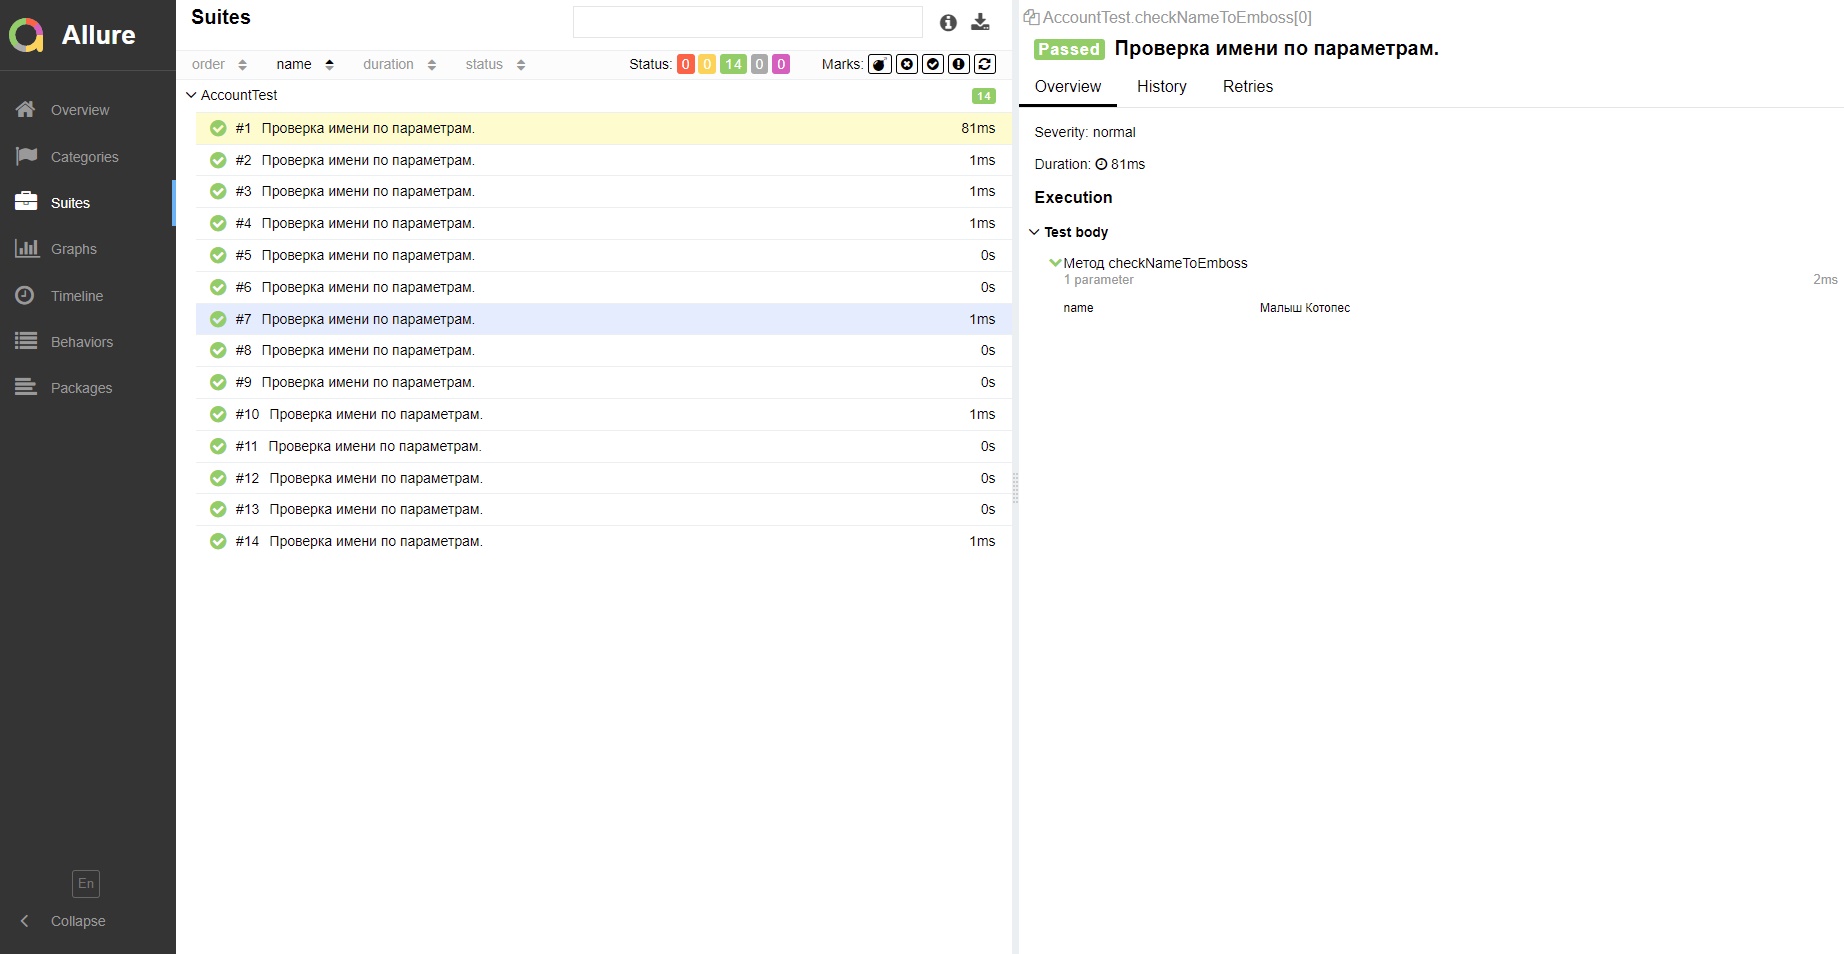 Allure
Overview
Categories
Suites
Graphs
Timeline
Behaviors
Packages
En
Collapse
Suites
order name duration status Status: 0 0 14 0 0 Marks:
AccountTest 14
#1 Проверка имени по параметрам. 81ms
#2 Проверка имени по параметрам. 1ms
#3 Проверка имени по параметрам. 1ms
#4 Проверка имени по параметрам. 1ms
#5 Проверка имени по параметрам. 0s
#6 Проверка имени по параметрам. 0s
#7 Проверка имени по параметрам. 1ms
#8 Проверка имени по параметрам. 0s
#9 Проверка имени по параметрам. 0s
#10 Проверка имени по параметрам. 1ms
#11 Проверка имени по параметрам. 0s
#12 Проверка имени по параметрам. 0s
#13 Проверка имени по параметрам. 0s
#14 Проверка имени по параметрам. 1ms
AccountTest.checkNameToEmboss[0]
Passed Проверка имени по параметрам.
Overview History Retries
Severity: normal
Duration: 81ms
Execution
Test body
Метод checkNameToEmboss
1 parameter 2ms
name Малыш Котопес